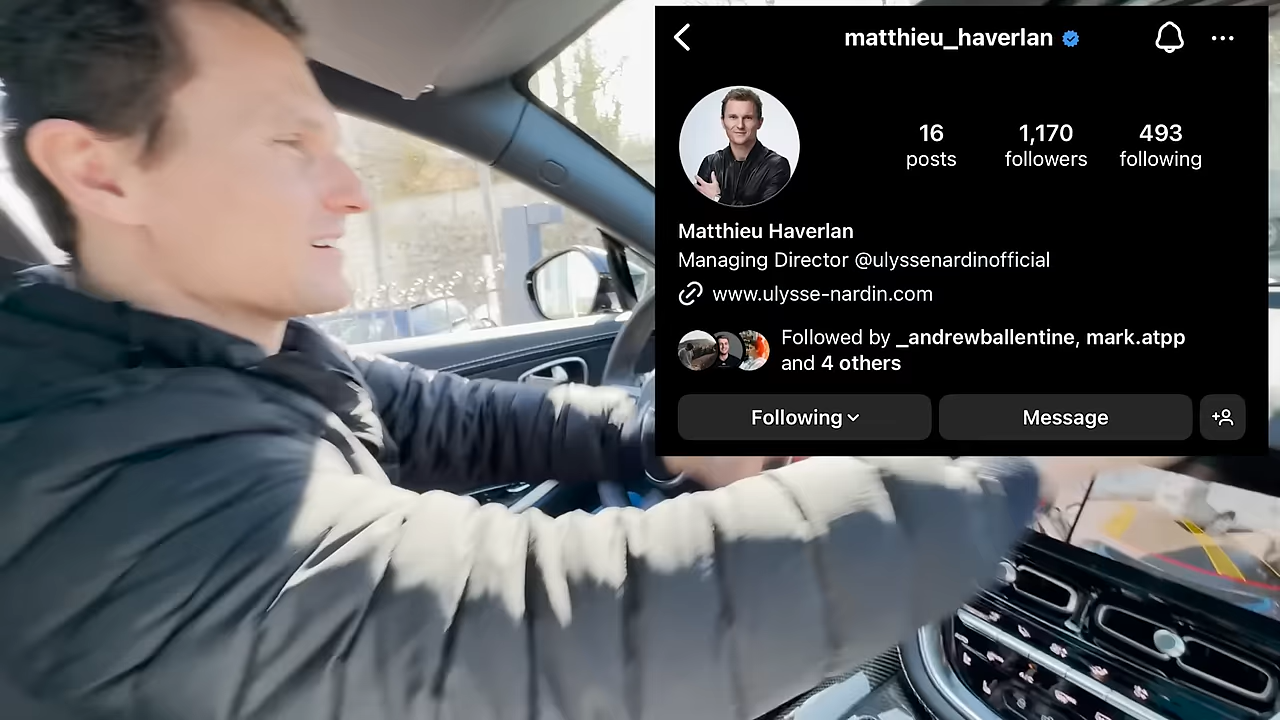 matthieu_haverlan
16
posts
1,170
followers
493
following
Matthieu Haverlan
Managing Director @ulyssenardinofficial
www.ulysse-nardin.com
Followed by _andrewballentine, mark.atpp
and 4 others
Following
Message